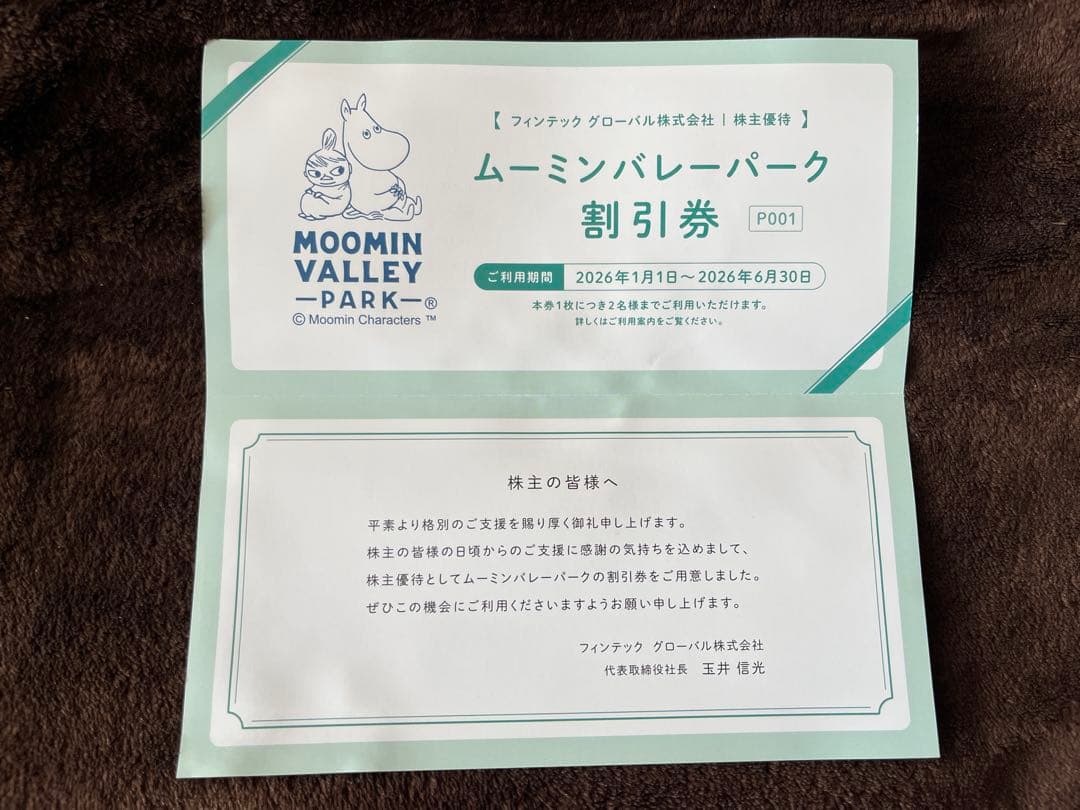 【 フィンテック グローバル株式会社 | 株主優待 】
ムーミンバレーパーク
割引券 P001
ご利用期間 2026年1月1日～2026年6月30日
本券1枚につき2名様までご利用いただけます。
詳しくはご利用案内をご覧ください。
MOOMIN
VALLEY
—PARK—®
© Moomin Characters ™
株主の皆様へ
平素より格別のご支援を賜り厚く御礼申し上げます。
株主の皆様の日頃からのご支援に感謝の気持ちを込めまして、
株主優待としてムーミンバレーパークの割引券をご用意しました。
ぜひこの機会にご利用くださいますようお願い申し上げます。
フィンテック グローバル株式会社
代表取締役社長 玉井 信光